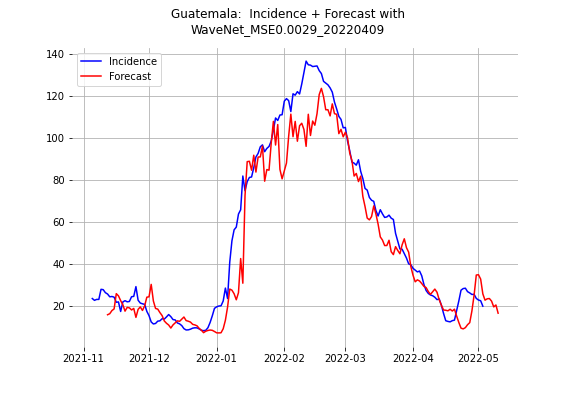 Guatemala:  Incidence + Forecast with
WaveNet_MSE0.0029_20220409
Incidence
Forecast
140
120
100
80
60
40
20
2021-11 2021-12 2022-01 2022-02 2022-03 2022-04 2022-05